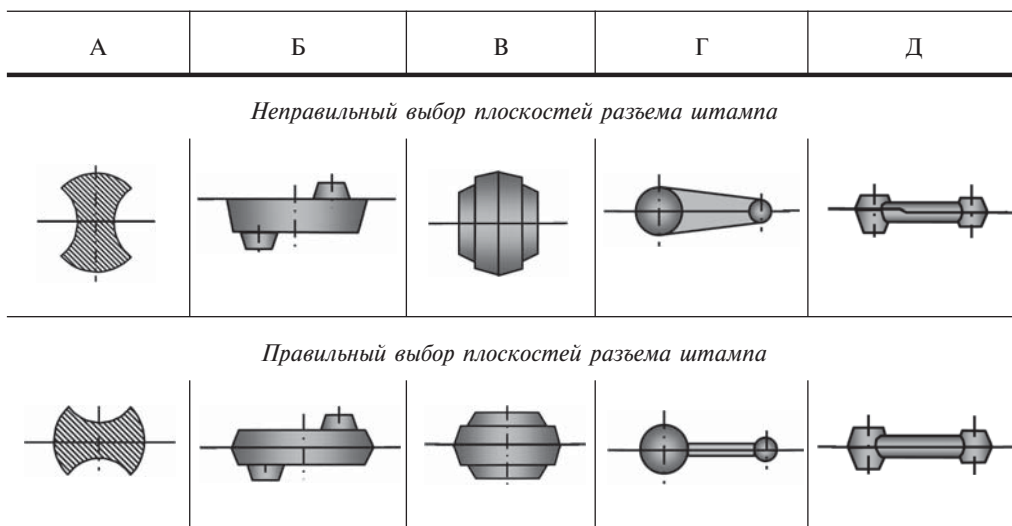 А Б В Г Д
Неправильный выбор плоскостей разъема штампа
Правильный выбор плоскостей разъема штампа